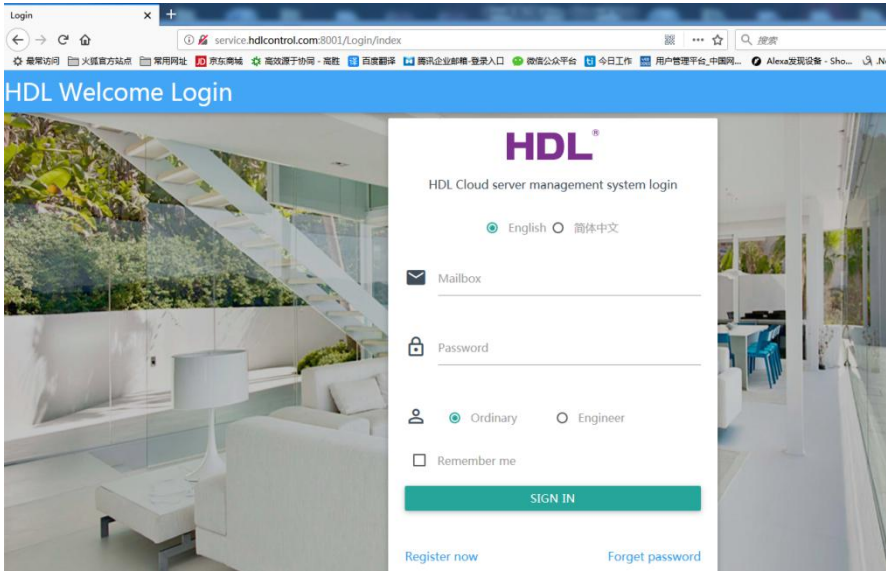 Login
service.hdlcontrol.com:8001/Login/index
搜索
最常访问 火狐官方站点 常用网址 京东商城 高效源于协同 - 高胜 百度翻译 腾讯企业邮箱-登录入口 微信公众平台 今日工作 用户管理平台_中国网... Alexa发现设备 - Sho... .Ne
HDL Welcome Login
HDL®
HDL Cloud server management system login
English 简体中文
Mailbox
Password
Ordinary Engineer
Remember me
SIGN IN
Register now Forget password